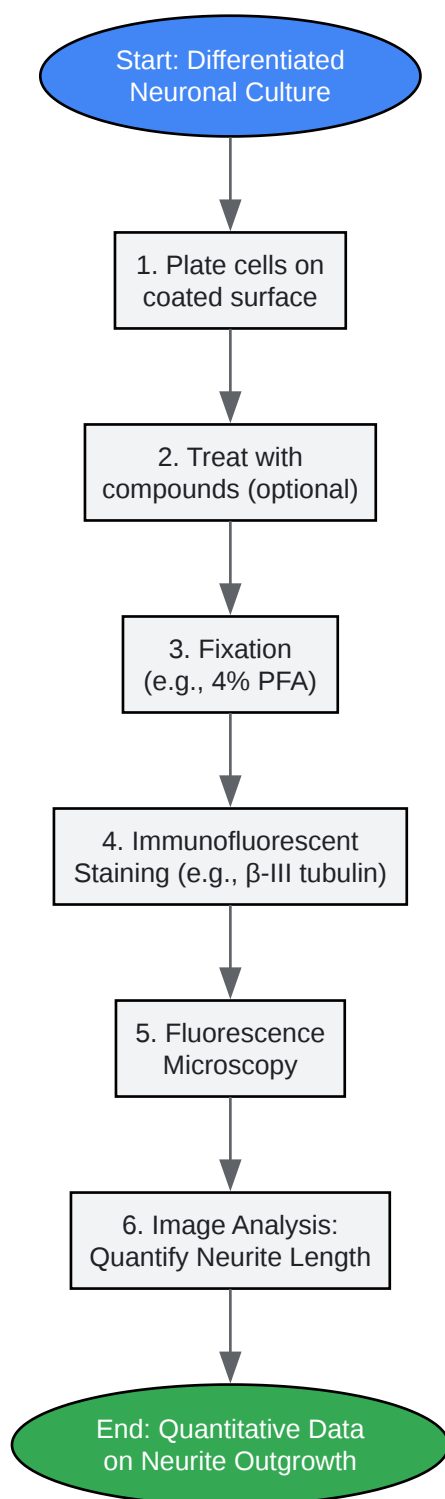 Start: Differentiated
Neuronal Culture
1. Plate cells on
coated surface
2. Treat with
compounds (optional)
3. Fixation
(e.g., 4% PFA)
4. Immunofluorescent
Staining (e.g., β-III tubulin)
5. Fluorescence
Microscopy
6. Image Analysis:
Quantify Neurite Length
End: Quantitative Data
on Neurite Outgrowth